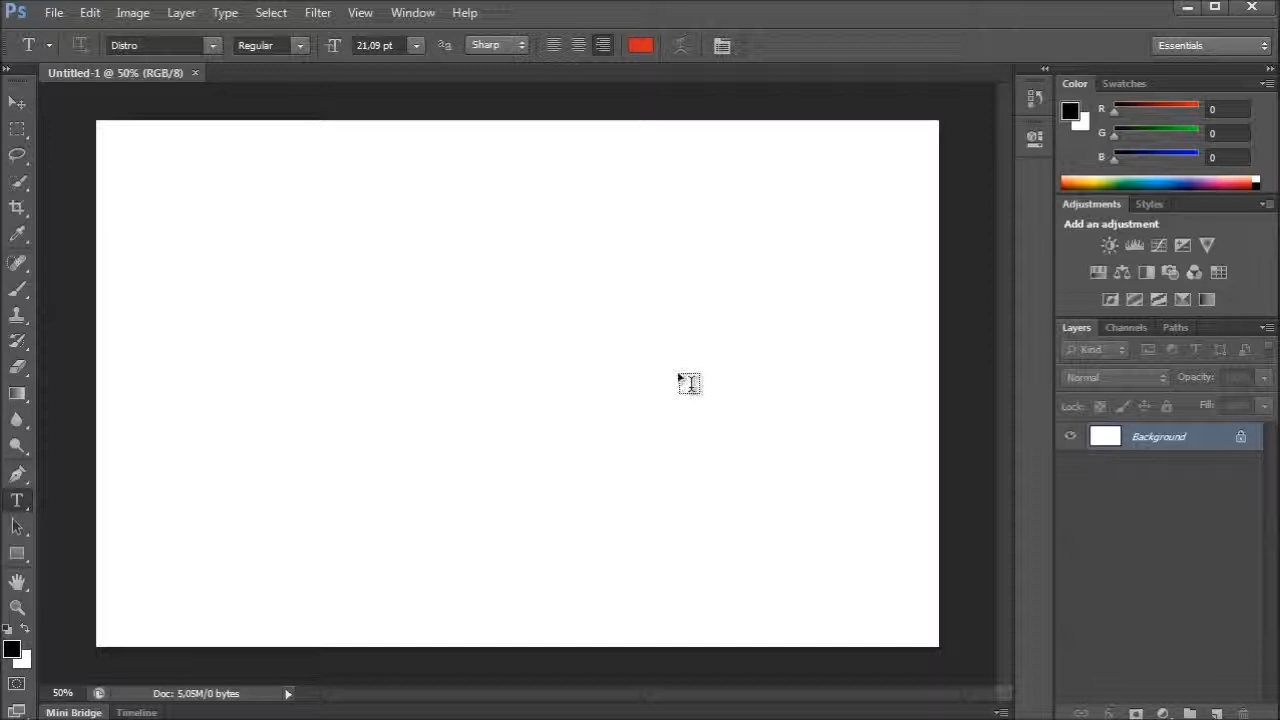 Ps File Edit Image Layer Type Select Filter View Window Help
T Distro Regular 21,09 pt Sharp Essentials
Untitled-1 @ 50% (RGB/8) ×
Color Swatches
R 0
G 0
B 0
Adjustments Styles
Add an adjustment
Layers Channels Paths
Kind
Normal Opacity:
Lock: Fill:
Background
50% Doc: 5,05M/0 bytes
Mini Bridge Timeline